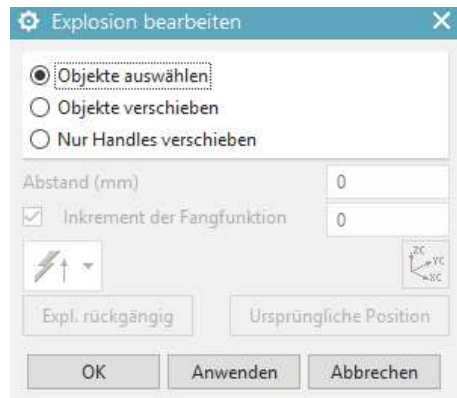 Explosion bearbeiten
Objekte auswählen
Objekte verschieben
Nur Handles verschieben
Abstand (mm) 0
Inkrement der Fangfunktion 0
ZC
YC
XC
Expl. rückgängig Ursprüngliche Position
OK Anwenden Abbrechen